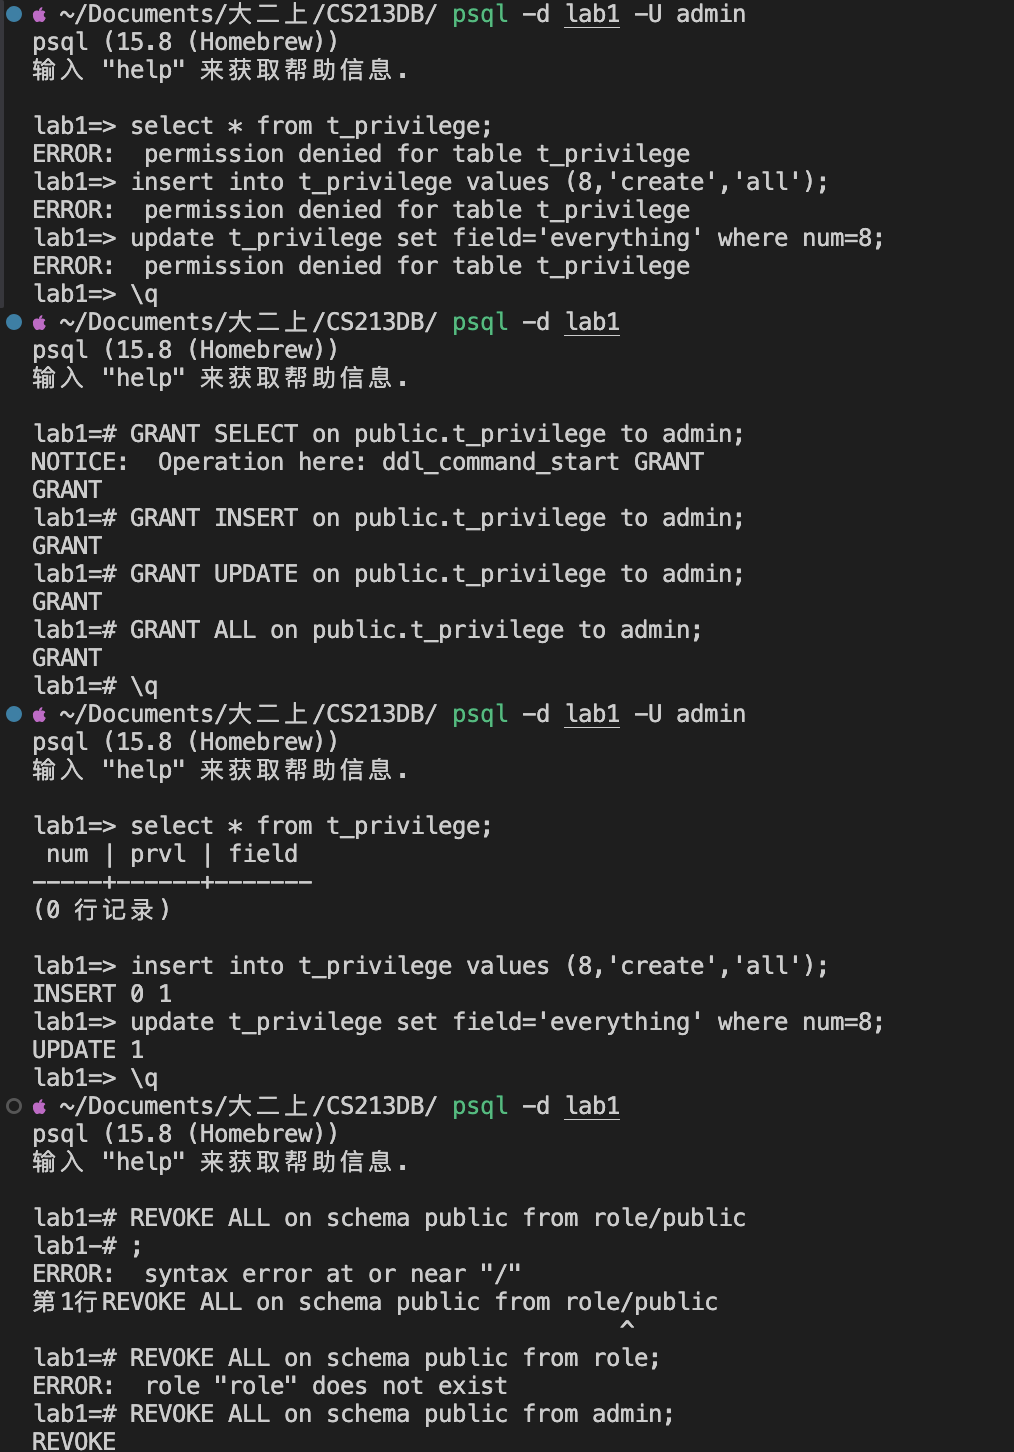 ~/Documents/大二上/CS213DB/ psql -d lab1 -U admin
psql (15.8 (Homebrew))
输入 "help" 来获取帮助信息.
lab1=> select * from t_privilege;
ERROR:  permission denied for table t_privilege
lab1=> insert into t_privilege values (8,'create','all');
ERROR:  permission denied for table t_privilege
lab1=> update t_privilege set field='everything' where num=8;
ERROR:  permission denied for table t_privilege
lab1=> \q
~/Documents/大二上/CS213DB/ psql -d lab1
psql (15.8 (Homebrew))
输入 "help" 来获取帮助信息.
lab1=# GRANT SELECT on public.t_privilege to admin;
NOTICE:  Operation here: ddl_command_start GRANT
GRANT
lab1=# GRANT INSERT on public.t_privilege to admin;
GRANT
lab1=# GRANT UPDATE on public.t_privilege to admin;
GRANT
lab1=# GRANT ALL on public.t_privilege to admin;
GRANT
lab1=# \q
~/Documents/大二上/CS213DB/ psql -d lab1 -U admin
psql (15.8 (Homebrew))
输入 "help" 来获取帮助信息.
lab1=> select * from t_privilege;
 num | prvl | field
-----+------+-------
(0 行记录)
lab1=> insert into t_privilege values (8,'create','all');
INSERT 0 1
lab1=> update t_privilege set field='everything' where num=8;
UPDATE 1
lab1=> \q
~/Documents/大二上/CS213DB/ psql -d lab1
psql (15.8 (Homebrew))
输入 "help" 来获取帮助信息.
lab1=# REVOKE ALL on schema public from role/public
lab1-# ;
ERROR:  syntax error at or near "/"
第1行REVOKE ALL on schema public from role/public
^
lab1=# REVOKE ALL on schema public from role;
ERROR:  role "role" does not exist
lab1=# REVOKE ALL on schema public from admin;
REVOKE